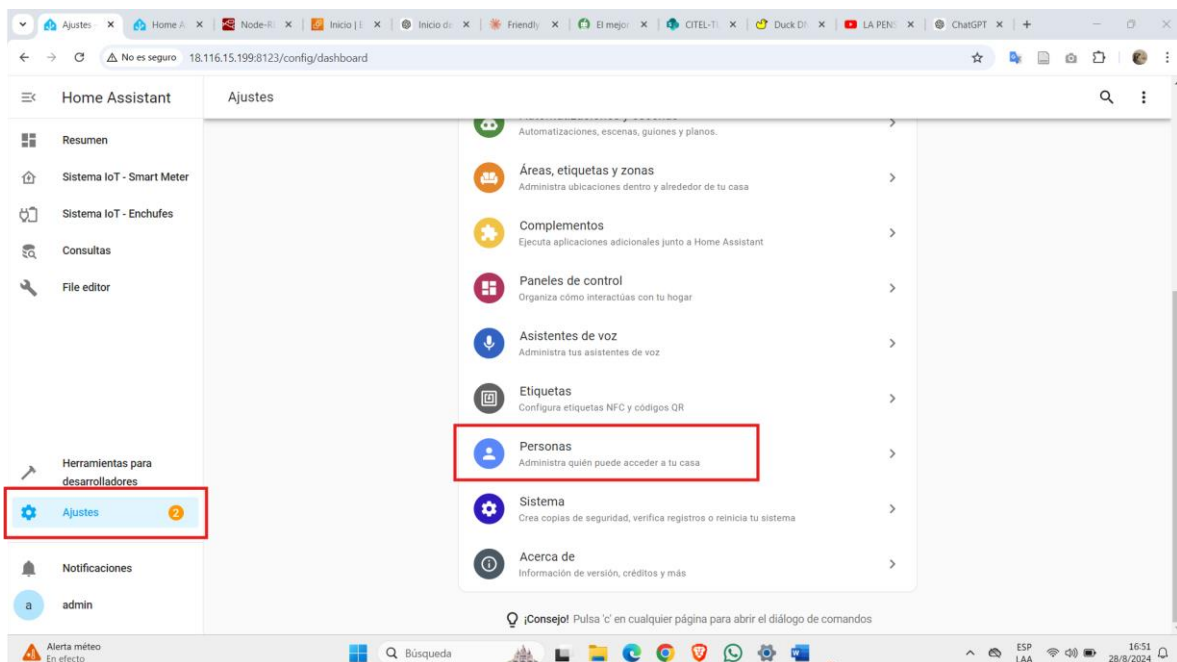 Ajustes
Home A
Node-RE
Inicio | E
Inicio de
Friendly
El mejor
CITEL-TI
Duck DN
LA PENS
ChatGPT
No es seguro
18.116.15.199:8123/config/dashboard
Home Assistant
Ajustes
Resumen
Sistema IoT - Smart Meter
Sistema IoT - Enchufes
Consultas
File editor
Herramientas para
desarrolladores
Ajustes
2
Notificaciones
a
admin
Automatizaciones, escenas, guiones y planos.
Áreas, etiquetas y zonas
Administra ubicaciones dentro y alrededor de tu casa
Complementos
Ejecuta aplicaciones adicionales junto a Home Assistant
Paneles de control
Organiza cómo interactúas con tu hogar
Asistentes de voz
Administra tus asistentes de voz
Etiquetas
Configura etiquetas NFC y códigos QR
Personas
Administra quién puede acceder a tu casa
Sistema
Crea copias de seguridad, verifica registros o reinicia tu sistema
Acerca de
Información de versión, créditos y más
¡Consejo! Pulsa 'c' en cualquier página para abrir el diálogo de comandos
Alerta méteo
En efecto
Búsqueda
ESP
LAA
16:51
28/8/2024